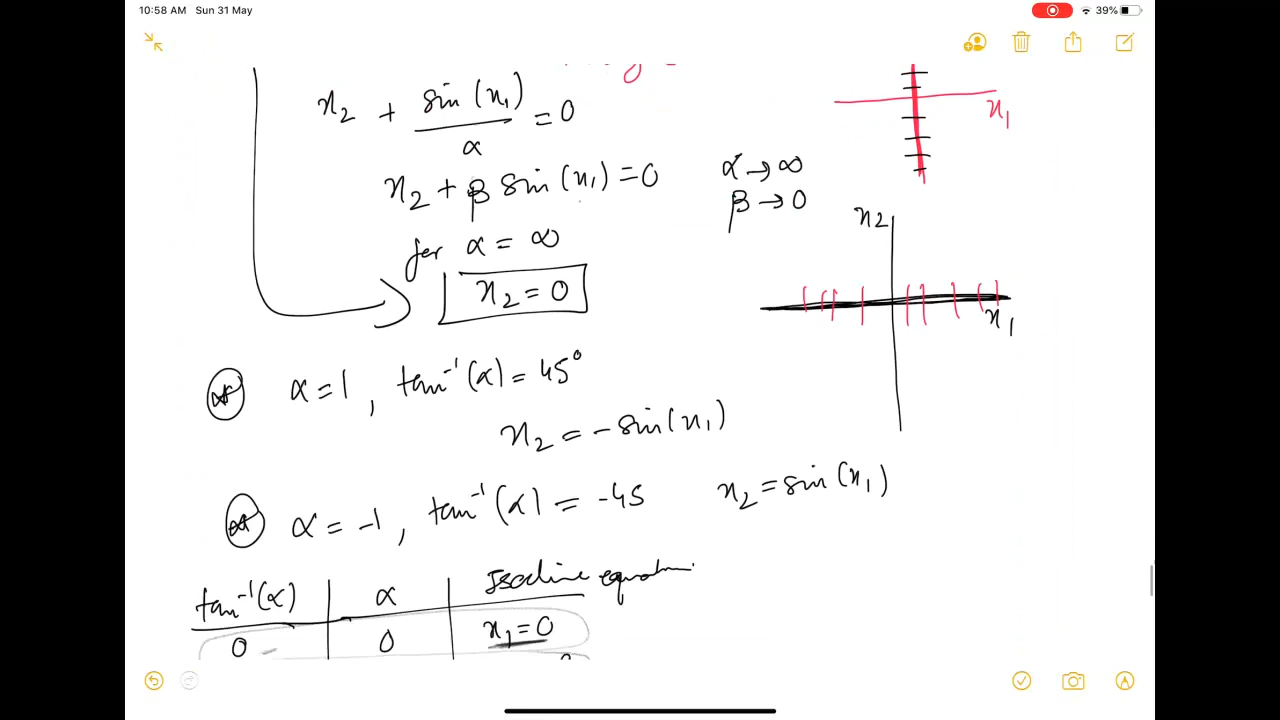 10:58 AM Sun 31 May
39%
x₂ + sin(x₁)/α = 0
x₁
x₂ + β sin(x₁) = 0
α → ∞
β → 0
for α = ∞
x₂ = 0
x₂
x₁
α = 1, tan⁻¹(α) = 45°
x₂ = - sin(x₁)
α = -1, tan⁻¹(α) = -45 x₂ = sin(x₁)
tan⁻¹(α) α Isocline equation
0 0 x₁ = 0